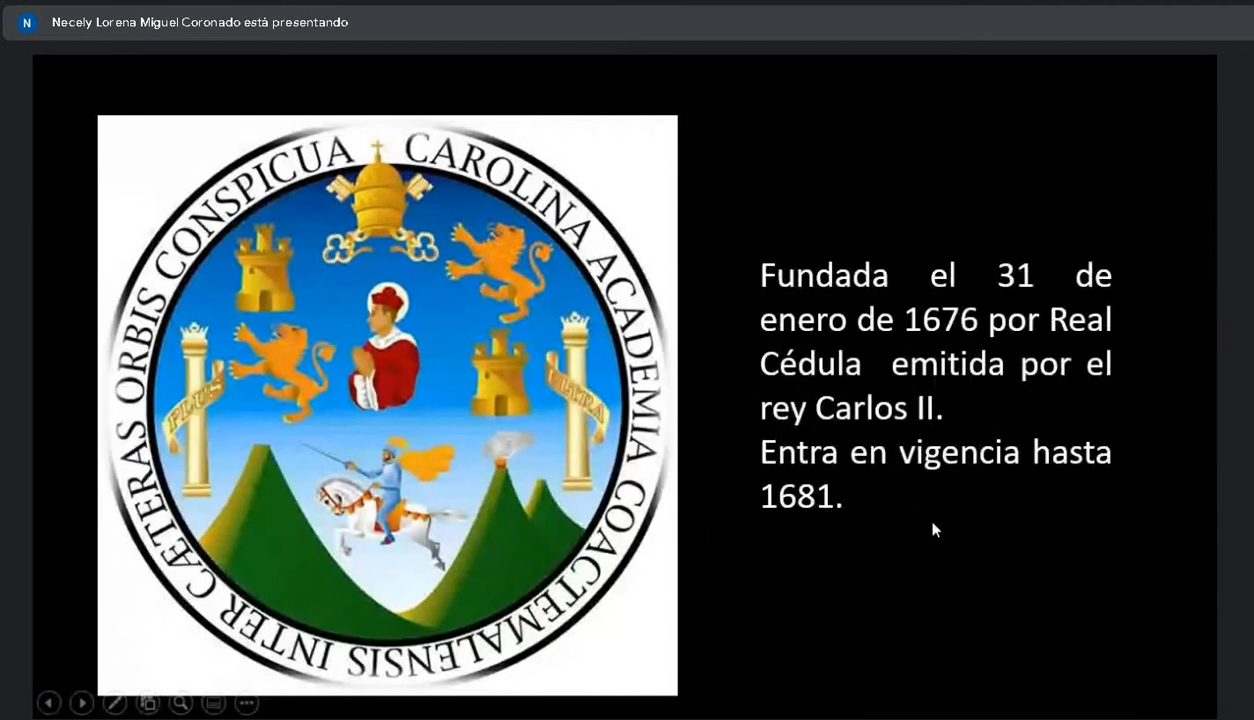 N Necely Lorena Miguel Coronado está presentando
CAROLINA ACADEMIA COACTEMALENSIS INTER CÆTERAS ORBIS CONSPICUA
PLUS
ULTRA
Fundada el 31 de
enero de 1676 por Real
Cédula emitida por el
rey Carlos II.
Entra en vigencia hasta
1681.